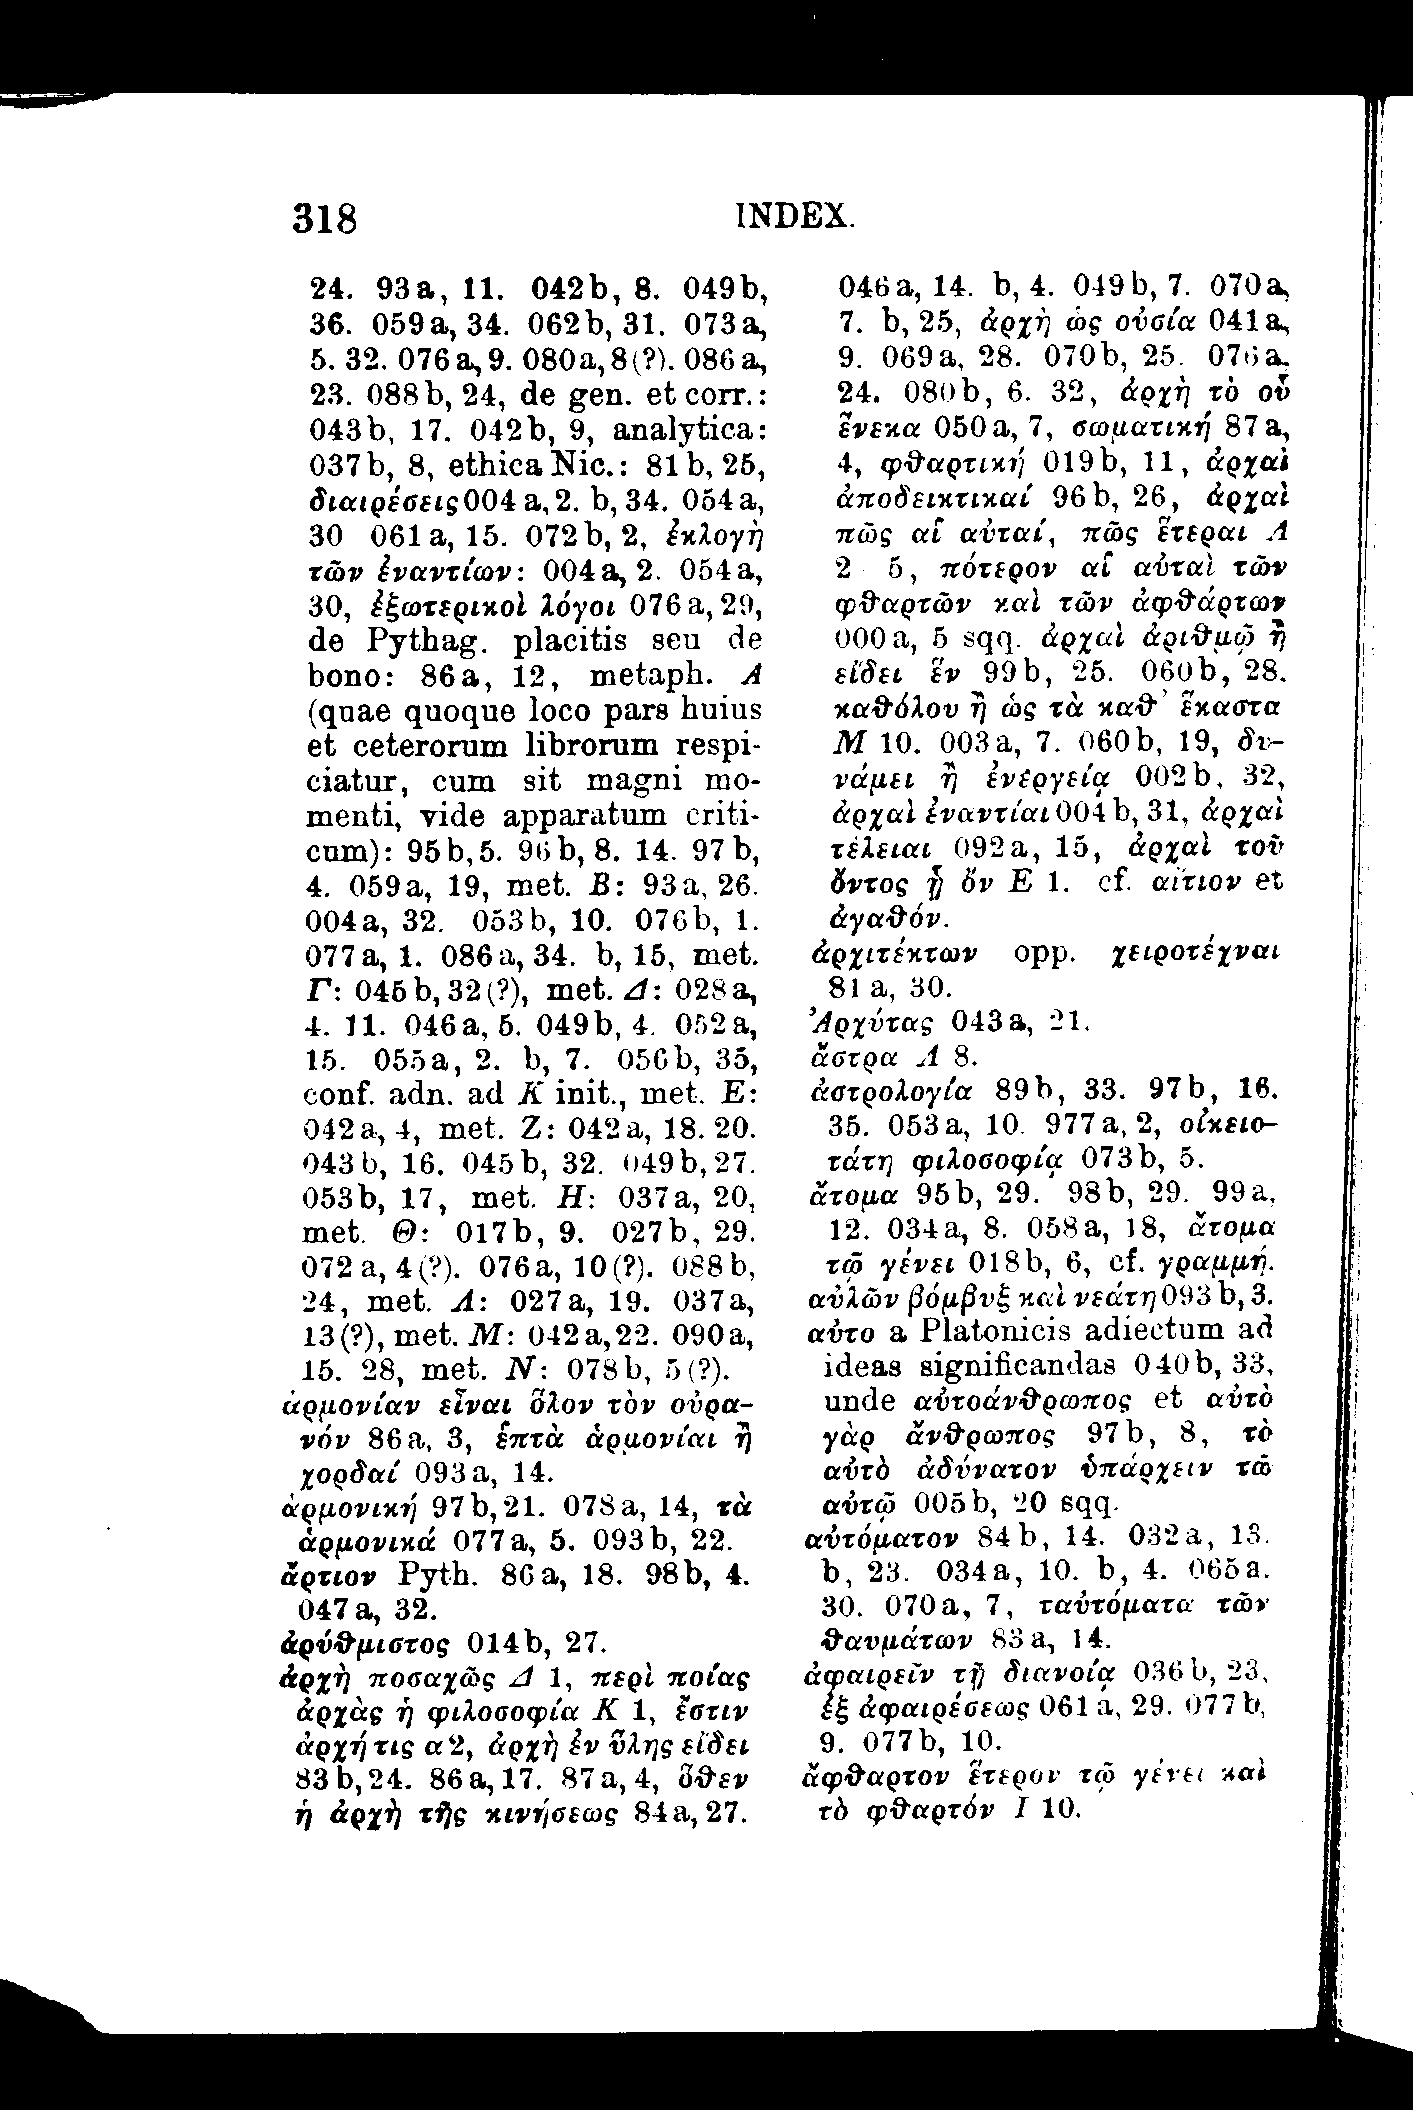 318
INDEX.
24. 93a, 11. 042b, 8. 049b,
36. 059a, 34. 062b, 31. 073a,
5. 32. 076a, 9. 080a, 8(?). 086a,
23. 088b, 24, de gen. et corr.:
043b, 17. 042b, 9, analytica:
037b, 8, ethica Nic.: 81b, 25,
διαιρέσεις 004a, 2. b, 34. 054a,
30 061a, 15. 072b, 2, ἐκλογὴ
τῶν ἐναντίων: 004a, 2. 054a,
30, ἐξωτερικοὶ λόγοι 076a, 29,
de Pythag. placitis seu de
bono: 86a, 12, metaph. A
(quae quoque loco pars huius
et ceterorum librorum respi-
ciatur, cum sit magni mo-
menti, vide apparatum criti-
cum): 95b, 5. 96b, 8. 14. 97b,
4. 059a, 19, met. B: 93a, 26.
004a, 32. 053b, 10. 076b, 1.
077a, 1. 086a, 34. b, 15, met.
Γ: 045b, 32(?), met. Δ: 028a,
4. 11. 046a, 5. 049b, 4. 052a,
15. 055a, 2. b, 7. 056b, 35,
conf. adn. ad K init., met. E:
042a, 4, met. Z: 042a, 18. 20.
043b, 16. 045b, 32. 049b, 27.
053b, 17, met. H: 037a, 20,
met. Θ: 017b, 9. 027b, 29.
072a, 4(?). 076a, 10(?). 088b,
24, met. Λ: 027a, 19. 037a,
13(?), met. M: 042a, 22. 090a,
15. 28, met. N: 078b, 5(?).
ἁρμονίαν εἶναι ὅλον τὸν οὐρα-
νόν 86a, 3, ἑπτὰ ἁρμονίαι ἢ
χορδαί 093a, 14.
ἁρμονική 97b, 21. 078a, 14, τὰ
ἁρμονικά 077a, 5. 093b, 22.
ἄρτιον Pyth. 86a, 18. 98b, 4.
047a, 32.
ἀρύθμιστος 014b, 27.
ἀρχὴ ποσαχῶς Δ 1, περὶ ποίας
ἀρχὰς ἡ φιλοσοφία K 1, ἔστιν
ἀρχή τις α 2, ἀρχὴ ἐν ὕλης εἴδει
83b, 24. 86a, 17. 87a, 4, ὅθεν
ἡ ἀρχὴ τῆς κινήσεως 84a, 27.
046a, 14. b, 4. 049b, 7. 070a,
7. b, 25, ἀρχὴ ὡς οὐσία 041a,
9. 069a, 28. 070b, 25. 076a.
24. 080b, 6. 32, ἀρχὴ τὸ οὗ
ἕνεκα 050a, 7, σωματική 87a,
4, φθαρτική 019b, 11, ἀρχαὶ
ἀποδεικτικαί 96b, 26, ἀρχαὶ
πῶς αἱ αὐταί, πῶς ἕτεραι Λ
2 5, πότερον αἱ αὐταὶ τῶν
φθαρτῶν καὶ τῶν ἀφθάρτων
000a, 5 sqq. ἀρχαὶ ἀριθμῷ ἢ
εἴδει ἕν 99b, 25. 060b, 28.
καθόλου ἢ ὡς τὰ καθ' ἕκαστα
M 10. 003a, 7. 060b, 19, δυ-
νάμει ἢ ἐνεργείᾳ 002b, 32,
ἀρχαὶ ἐναντίαι 004b, 31, ἀρχαὶ
τέλειαι 092a, 15, ἀρχαὶ τοῦ
ὄντος ᾗ ὄν E 1. cf. αἴτιον et
ἀγαθόν.
ἀρχιτέκτων opp. χειροτέχναι
81a, 30.
Ἀρχύτας 043a, 21.
ἄστρα Λ 8.
ἀστρολογία 89b, 33. 97b, 16.
35. 053a, 10. 977a, 2, οἰκειο-
τάτη φιλοσοφίᾳ 073b, 5.
ἄτομα 95b, 29. 98b, 29. 99a,
12. 034a, 8. 058a, 18, ἄτομα
τῷ γένει 018b, 6, cf. γραμμή.
αὐλῶν βόμβυξ καὶ νεάτη 093b, 3.
αὐτο a Platonicis adiectum ad
ideas significandas 040b, 33,
unde αὐτοάνθρωπος et αὐτὸ
γὰρ ἄνθρωπος 97b, 8, τὸ
αὐτὸ ἀδύνατον ὑπάρχειν τῷ
αὐτῷ 005b, 20 sqq.
αὐτόματον 84b, 14. 032a, 13.
b, 23. 034a, 10. b, 4. 065a.
30. 070a, 7, ταὐτόματα τῶν
θαυμάτων 83a, 14.
ἀφαιρεῖν τῇ διανοίᾳ 036b, 23,
ἐξ ἀφαιρέσεως 061a, 29. 077b,
9. 077b, 10.
ἄφθαρτον ἕτερον τῷ γένει καὶ
τὸ φθαρτόν I 10.